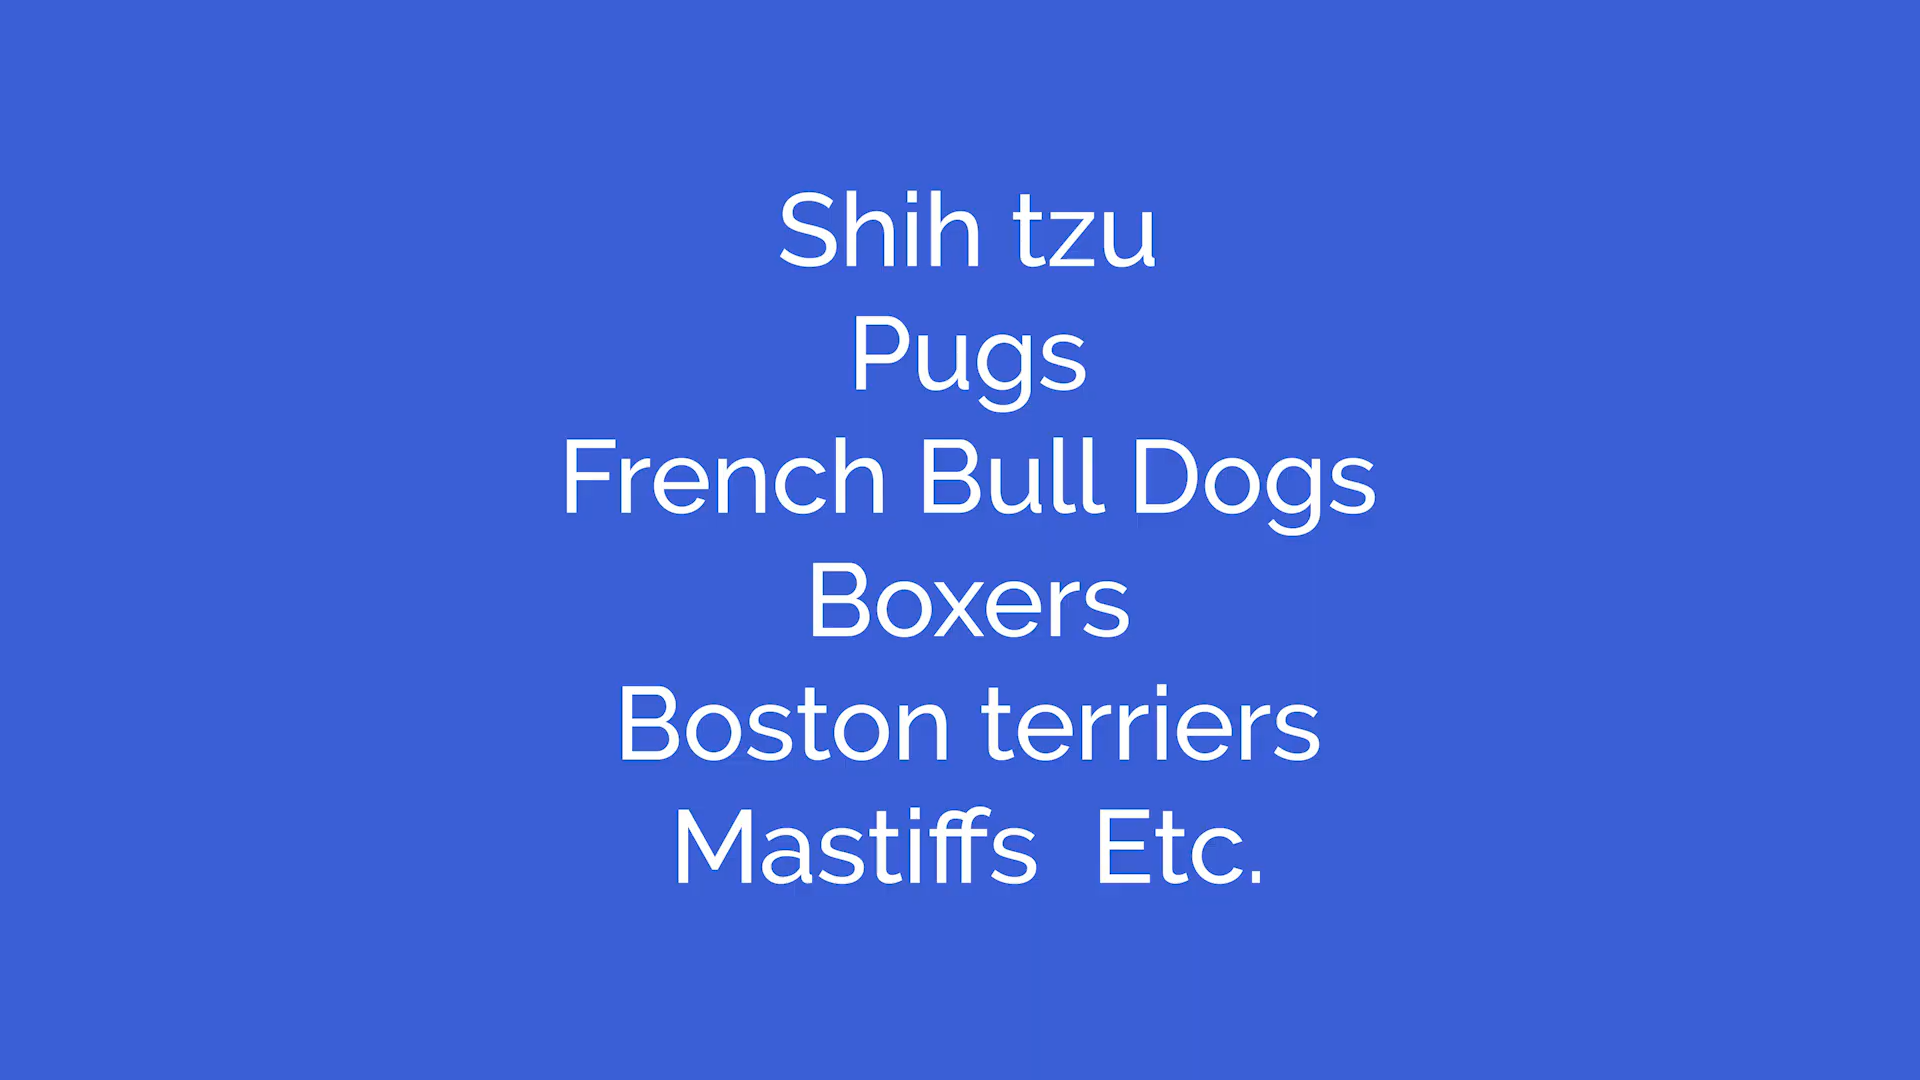 Shih tzu
Pugs
French Bull Dogs
Boxers
Boston terriers
Mastiffs  Etc.